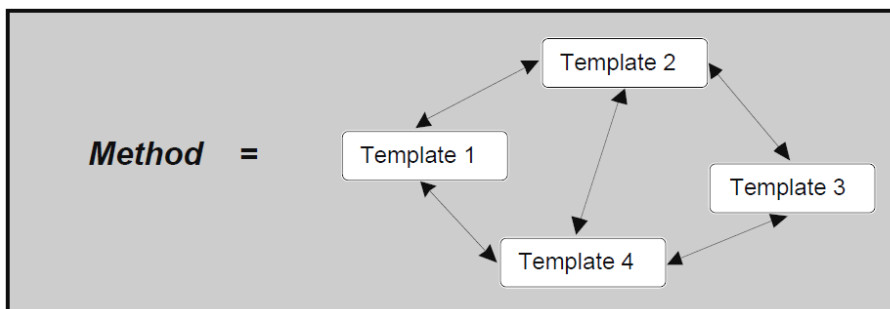 Template 2
Method =
Template 1
Template 3
Template 4